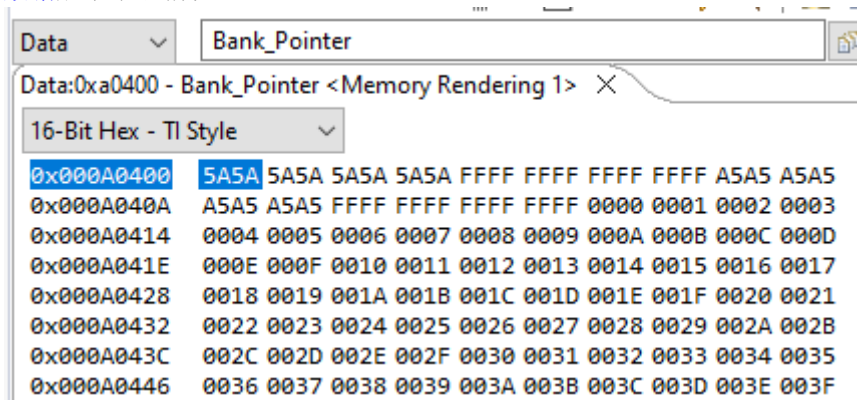 Data Bank_Pointer
Data:0xa0400 - Bank_Pointer <Memory Rendering 1>
16-Bit Hex - TI Style
0x000A0400 5A5A 5A5A 5A5A 5A5A FFFF FFFF FFFF FFFF A5A5 A5A5
0x000A040A A5A5 A5A5 FFFF FFFF FFFF FFFF 0000 0001 0002 0003
0x000A0414 0004 0005 0006 0007 0008 0009 000A 000B 000C 000D
0x000A041E 000E 000F 0010 0011 0012 0013 0014 0015 0016 0017
0x000A0428 0018 0019 001A 001B 001C 001D 001E 001F 0020 0021
0x000A0432 0022 0023 0024 0025 0026 0027 0028 0029 002A 002B
0x000A043C 002C 002D 002E 002F 0030 0031 0032 0033 0034 0035
0x000A0446 0036 0037 0038 0039 003A 003B 003C 003D 003E 003F